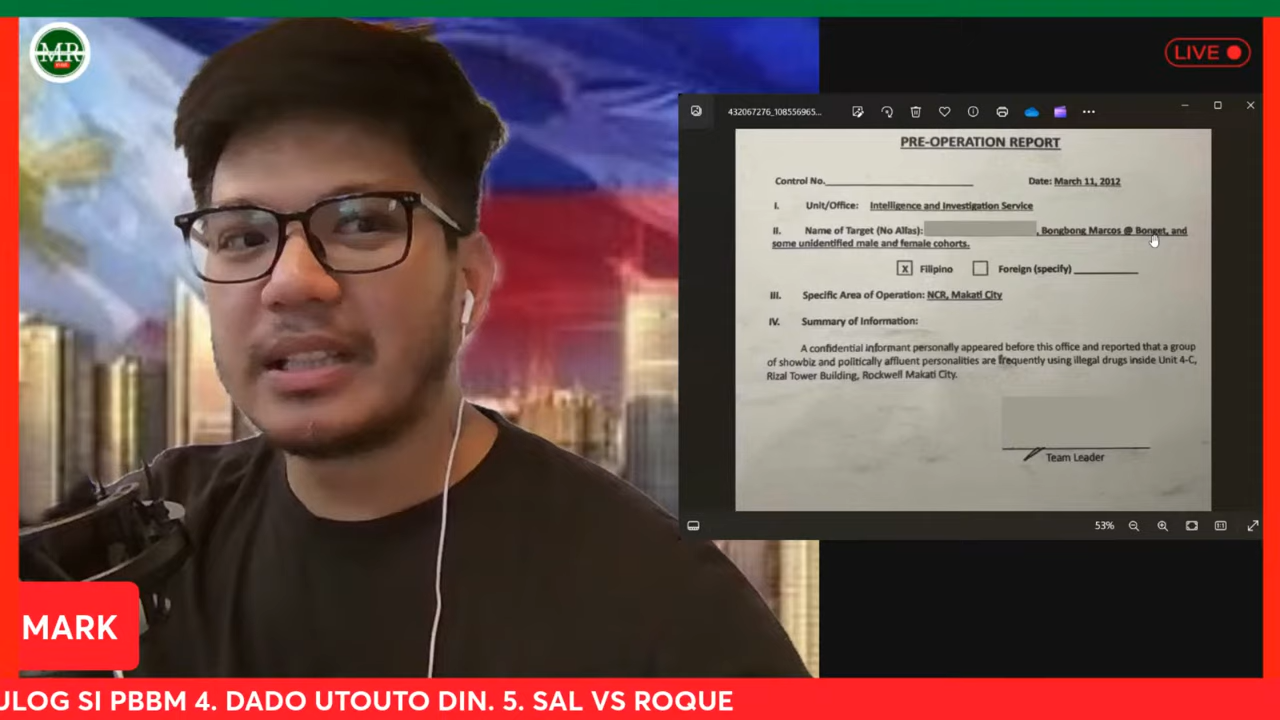 MR
LIVE
432067276_108556965...
PRE-OPERATION REPORT
Control No.
Date: March 11, 2012
I. Unit/Office: Intelligence and Investigation Service
II. Name of Target (No Alias): , Bongbong Marcos @ Bonget, and
some unidentified male and female cohorts.
X Filipino Foreign (specify)
III. Specific Area of Operation: NCR, Makati City
IV. Summary of Information:
A confidential informant personally appeared before this office and reported that a group
of showbiz and politically affluent personalities are frequently using illegal drugs inside Unit 4-C,
Rizal Tower Building, Rockwell Makati City.
Team Leader
53%
MARK
ULOG SI PBBM 4. DADO UTOUTO DIN. 5. SAL VS ROQUE